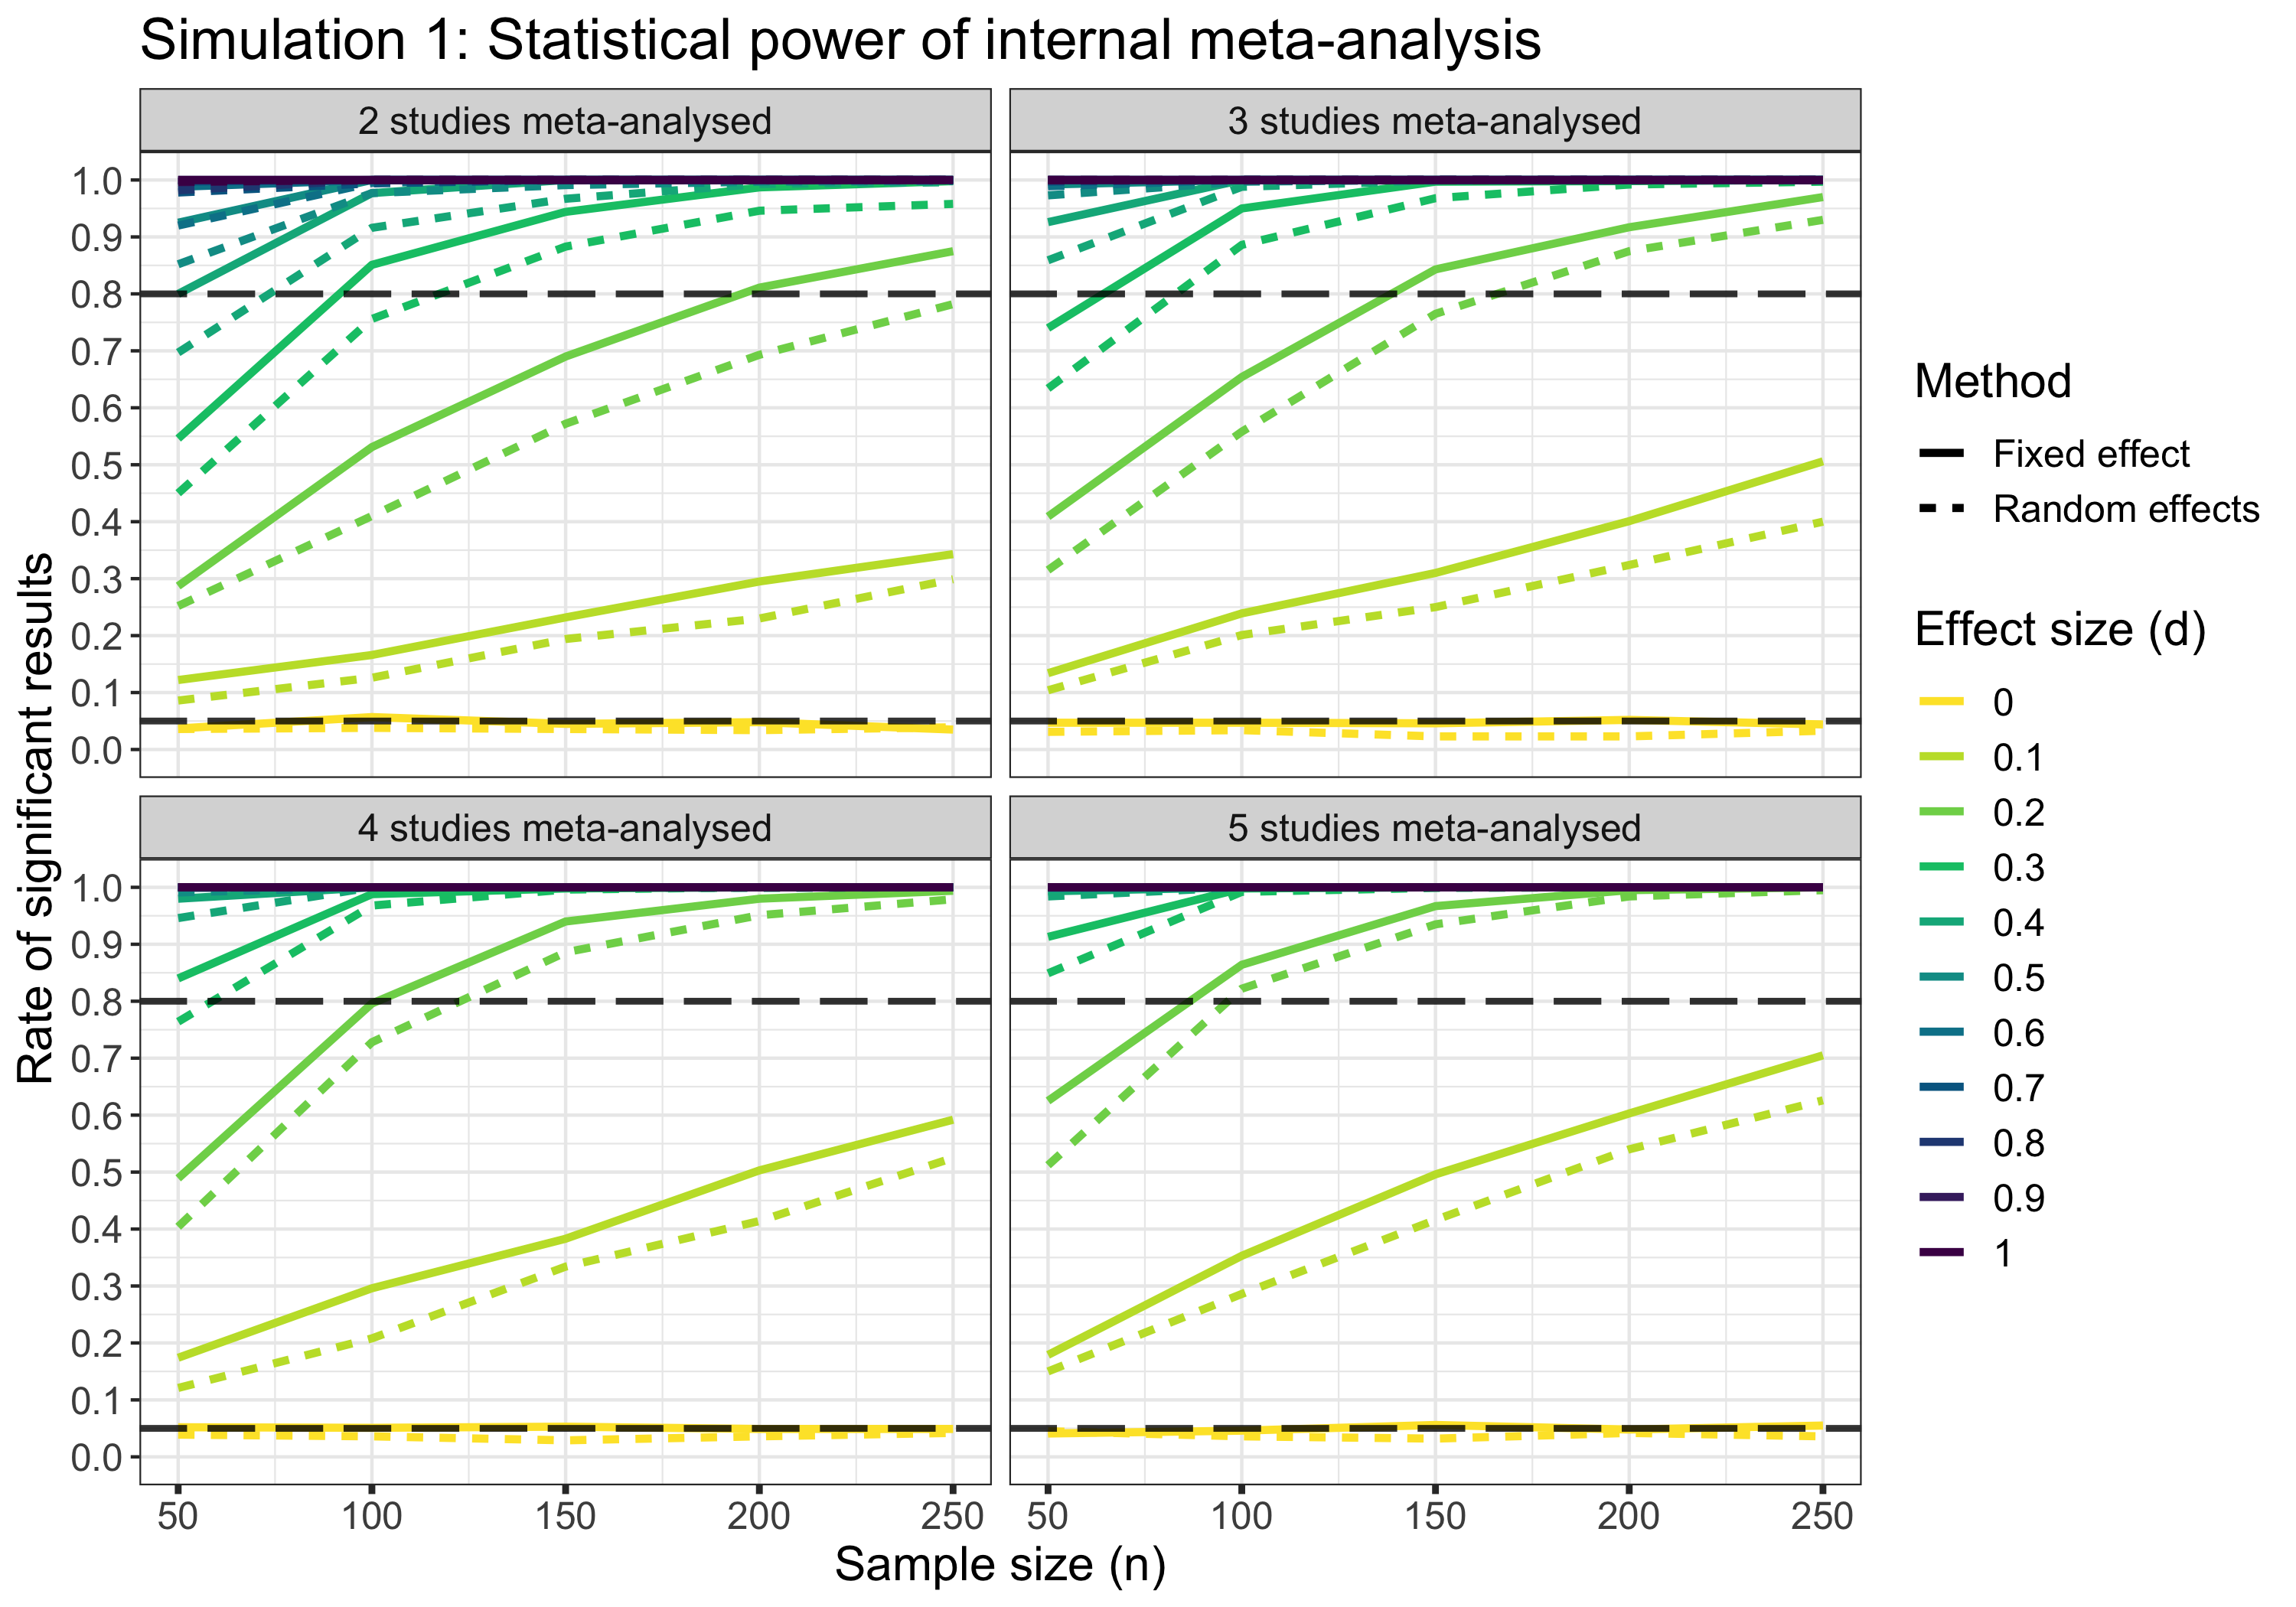 Simulation 1: Statistical power of internal meta-analysis
2 studies meta-analysed
3 studies meta-analysed
1.0
0.9
0.8
0.7
0.6
0.5
0.4
0.3
0.2
0.1
0.0
4 studies meta-analysed
5 studies meta-analysed
1.0
0.9
0.8
0.7
0.6
0.5
0.4
0.3
0.2
0.1
0.0
50 100 150 200 250
50 100 150 200 250
Sample size (n)
Rate of significant results
Method
Fixed effect
Random effects
Effect size (d)
0
0.1
0.2
0.3
0.4
0.5
0.6
0.7
0.8
0.9
1